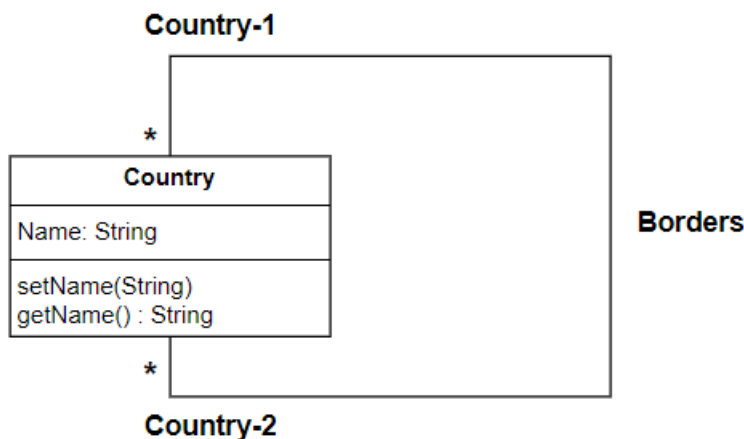 Country-1
*
Country
Name: String
Borders
setName(String)
getName() : String
*
Country-2